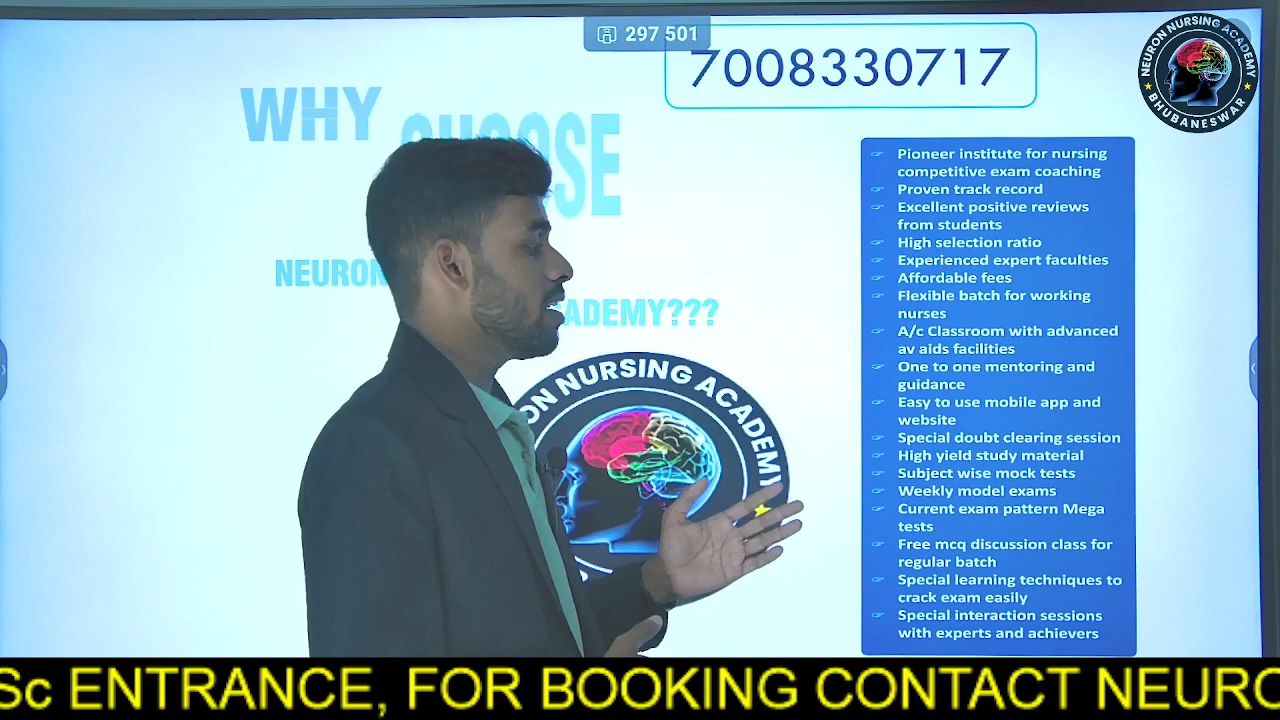 297 501
7008330717
NEURON NURSING ACADEMY
BHUBANESWAR
WHY
CHOOSE
NEURON
ACADEMY???
ON NURSING ACADEMY
Pioneer institute for nursing
competitive exam coaching
Proven track record
Excellent positive reviews
from students
High selection ratio
Experienced expert faculties
Affordable fees
Flexible batch for working
nurses
A/c Classroom with advanced
av aids facilities
One to one mentoring and
guidance
Easy to use mobile app and
website
Special doubt clearing session
High yield study material
Subject wise mock tests
Weekly model exams
Current exam pattern Mega
tests
Free mcq discussion class for
regular batch
Special learning techniques to
crack exam easily
Special interaction sessions
with experts and achievers
Sc ENTRANCE, FOR BOOKING CONTACT NEURO